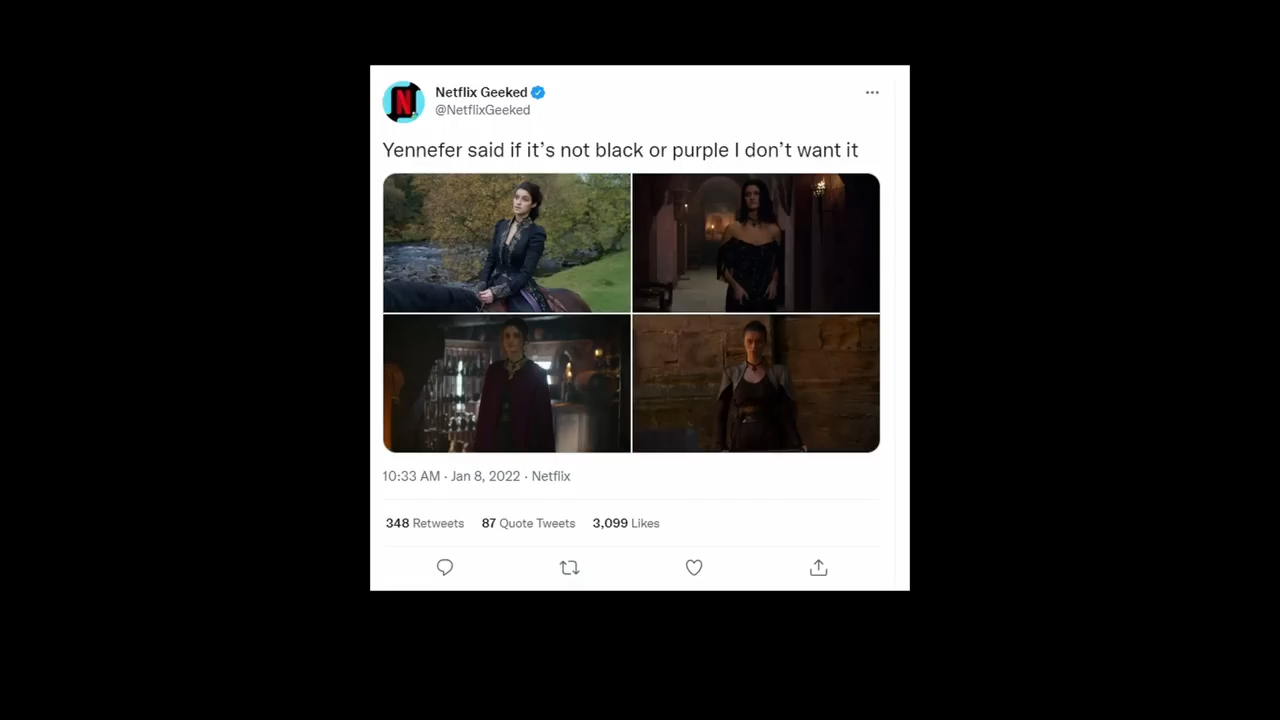 Netflix Geeked
@NetflixGeeked
Yennefer said if it’s not black or purple I don’t want it
10:33 AM · Jan 8, 2022 · Netflix
348 Retweets 87 Quote Tweets 3,099 Likes